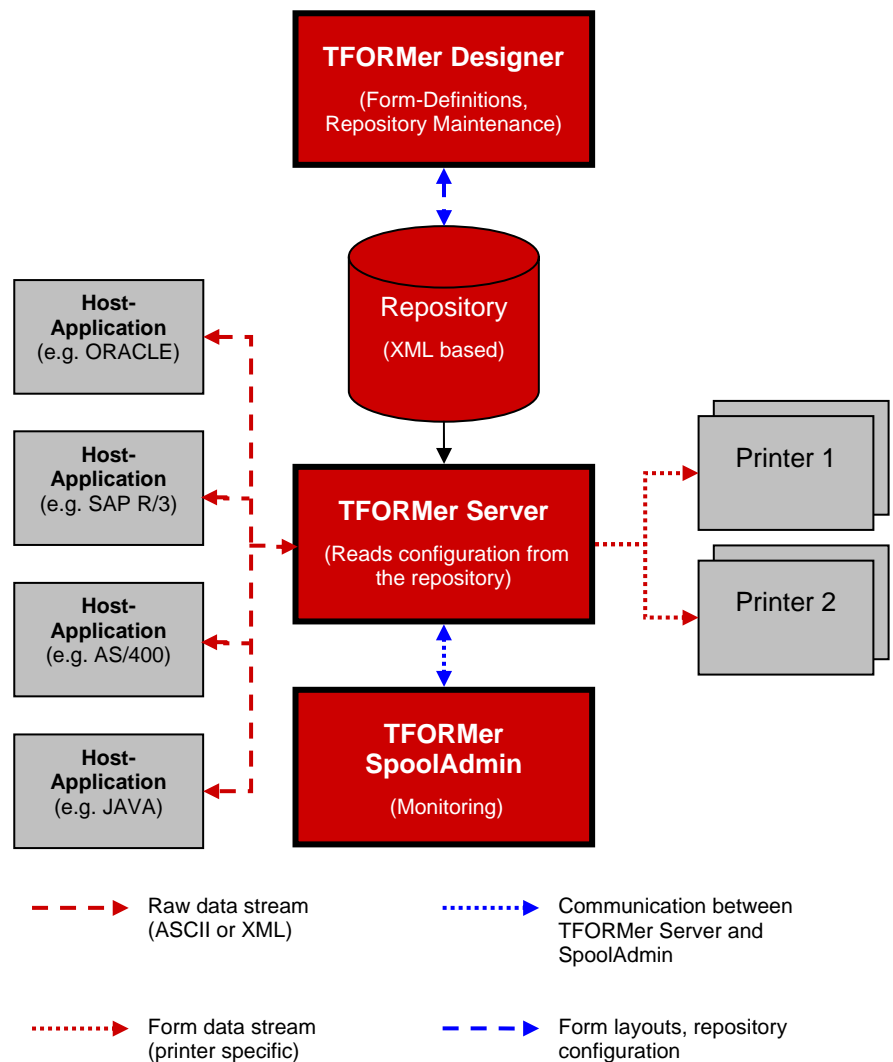 TFORMer Designer
(Form-Definitions,
Repository Maintenance)
Repository
(XML based)
Host-
Application
(e.g. ORACLE)
Host-
Application
(e.g. SAP R/3)
Host-
Application
(e.g. AS/400)
Host-
Application
(e.g. JAVA)
TFORMer Server
(Reads configuration from
the repository)
Printer 1
Printer 2
TFORMer
SpoolAdmin
(Monitoring)
Raw data stream
(ASCII or XML)
Communication between
TFORMer Server and
SpoolAdmin
Form data stream
(printer specific)
Form layouts, repository
configuration